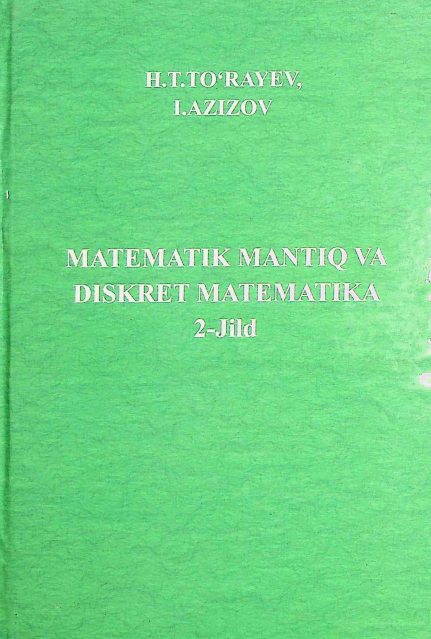 H.T.TO‘RAYEV,
I.AZIZOV
MATEMATIK MANTIQ VA
DISKRET MATEMATIKA
2-Jild